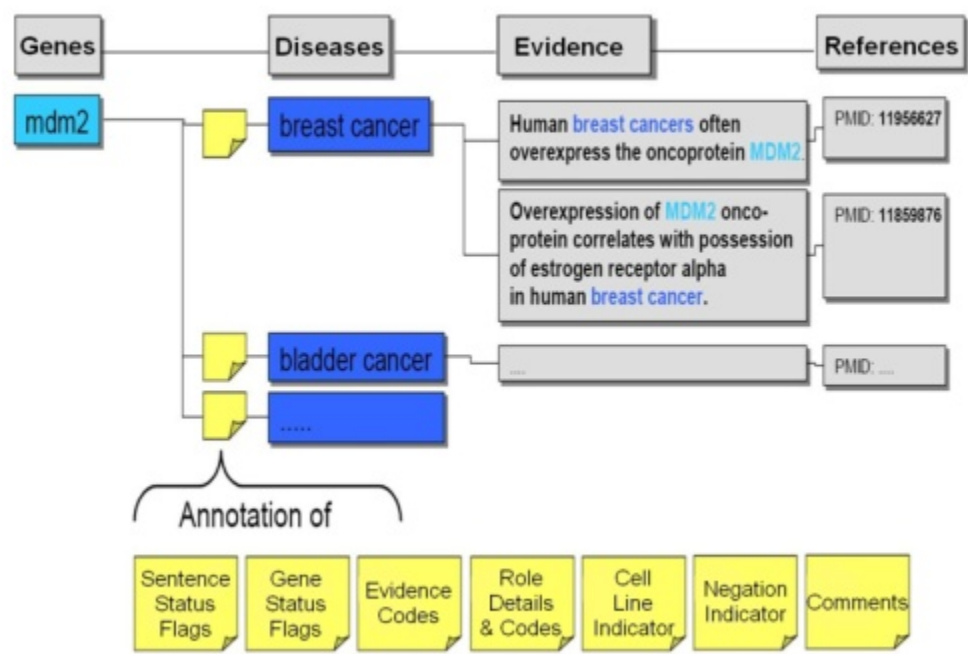 Genes
Diseases
Evidence
References
mdm2
breast cancer
Human breast cancers often
overexpress the oncoprotein MDM2.
PMID: 11956627
Overexpression of MDM2 onco-
protein correlates with possession
of estrogen receptor alpha
in human breast cancer.
PMID: 11859876
bladder cancer
....
PMID: ....
.....
Annotation of
Sentence
Status
Flags
Gene
Status
Flags
Evidence
Codes
Role
Details
& Codes
Cell
Line
Indicator
Negation
Indicator
Comments